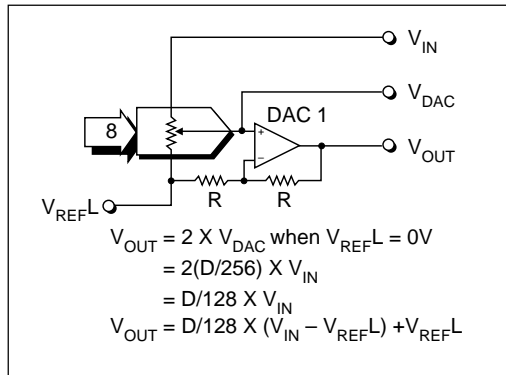 V_IN
V_DAC
DAC 1
8
+
–
V_OUT
R R
V_REFL
V_OUT = 2 X V_DAC when V_REFL = 0V
= 2(D/256) X V_IN
= D/128 X V_IN
V_OUT = D/128 X (V_IN – V_REFL) +V_REFL